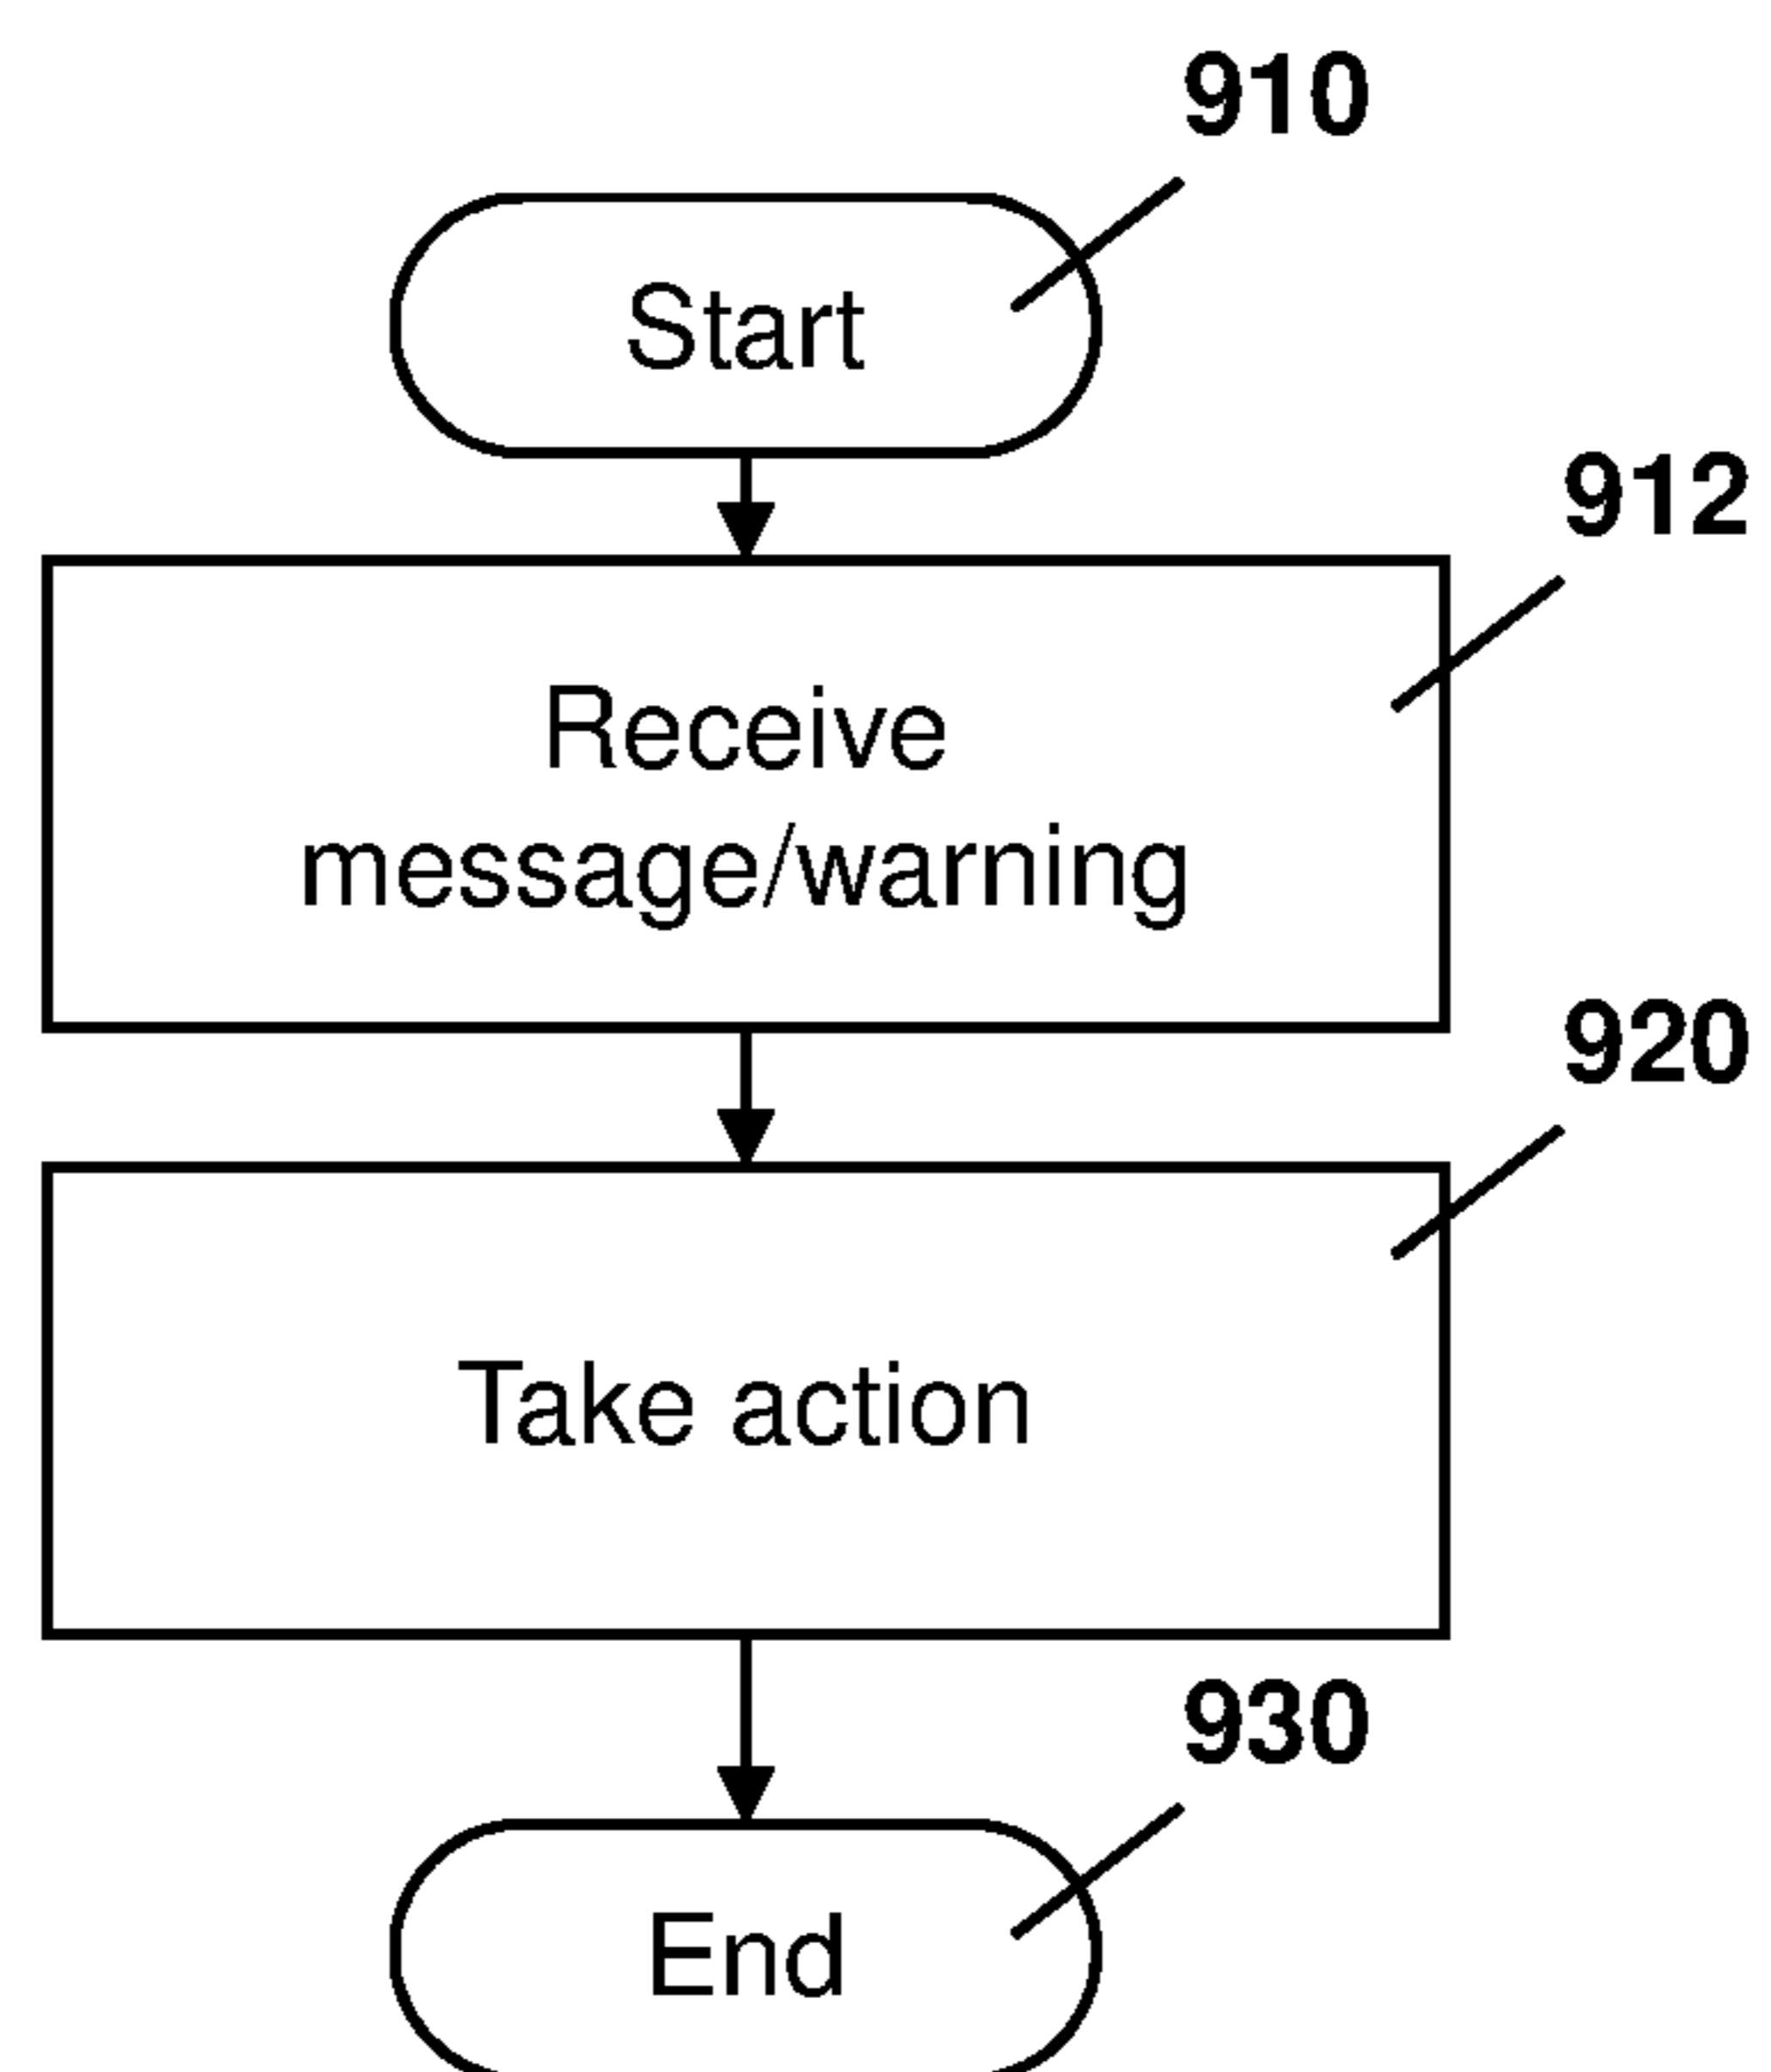 910
Start
912
Receive
message/warning
920
Take action
930
End